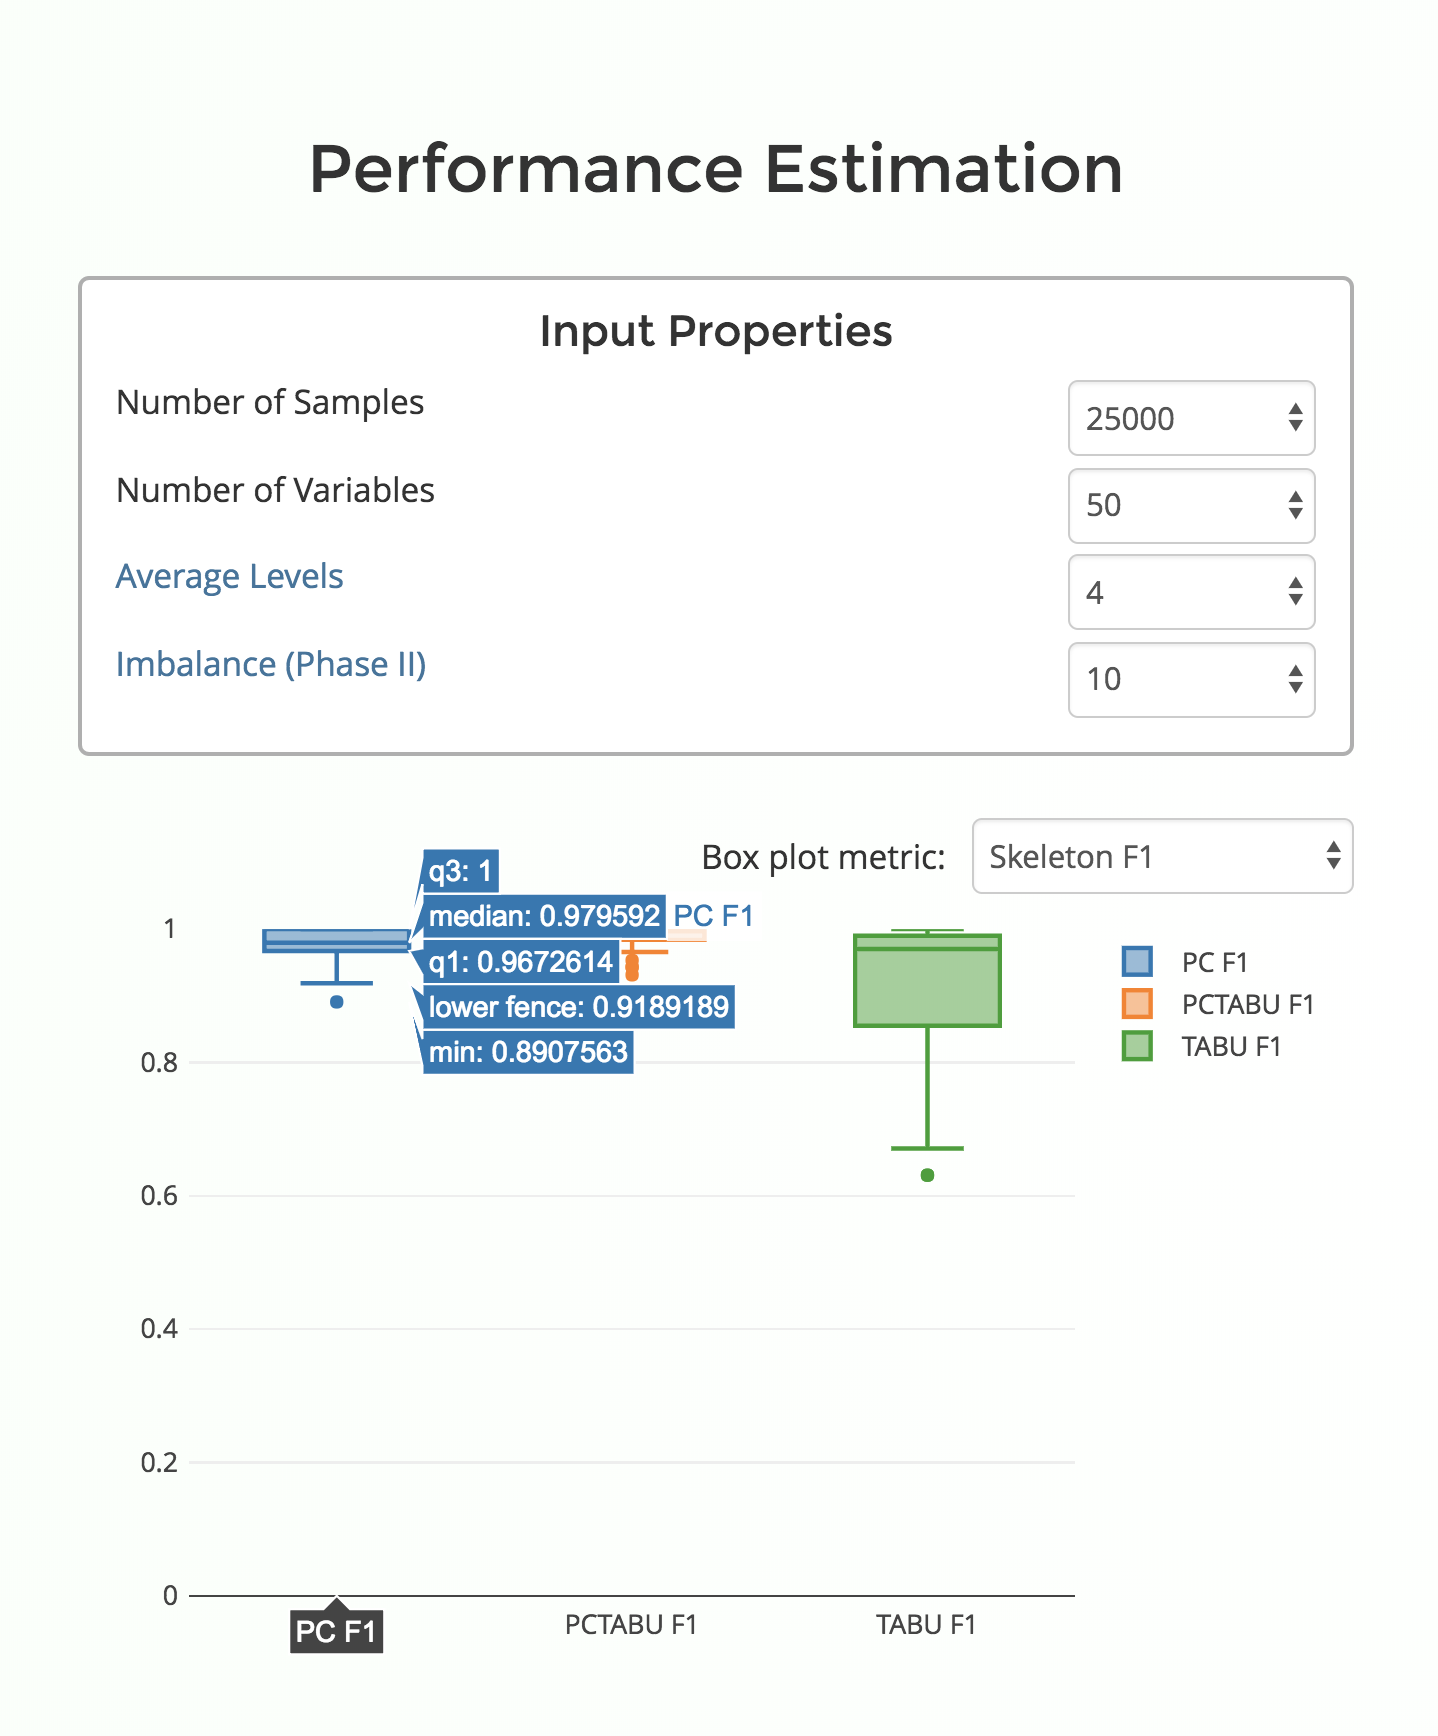 Performance Estimation
Input Properties
Number of Samples
25000
Number of Variables
50
Average Levels
4
Imbalance (Phase II)
10
Box plot metric:
Skeleton F1
q3: 1
median: 0.979592 PC F1
q1: 0.9672614
lower fence: 0.9189189
min: 0.8907563
1
0.8
0.6
0.4
0.2
0
PC F1
PCTABU F1
TABU F1
PC F1
PCTABU F1
TABU F1